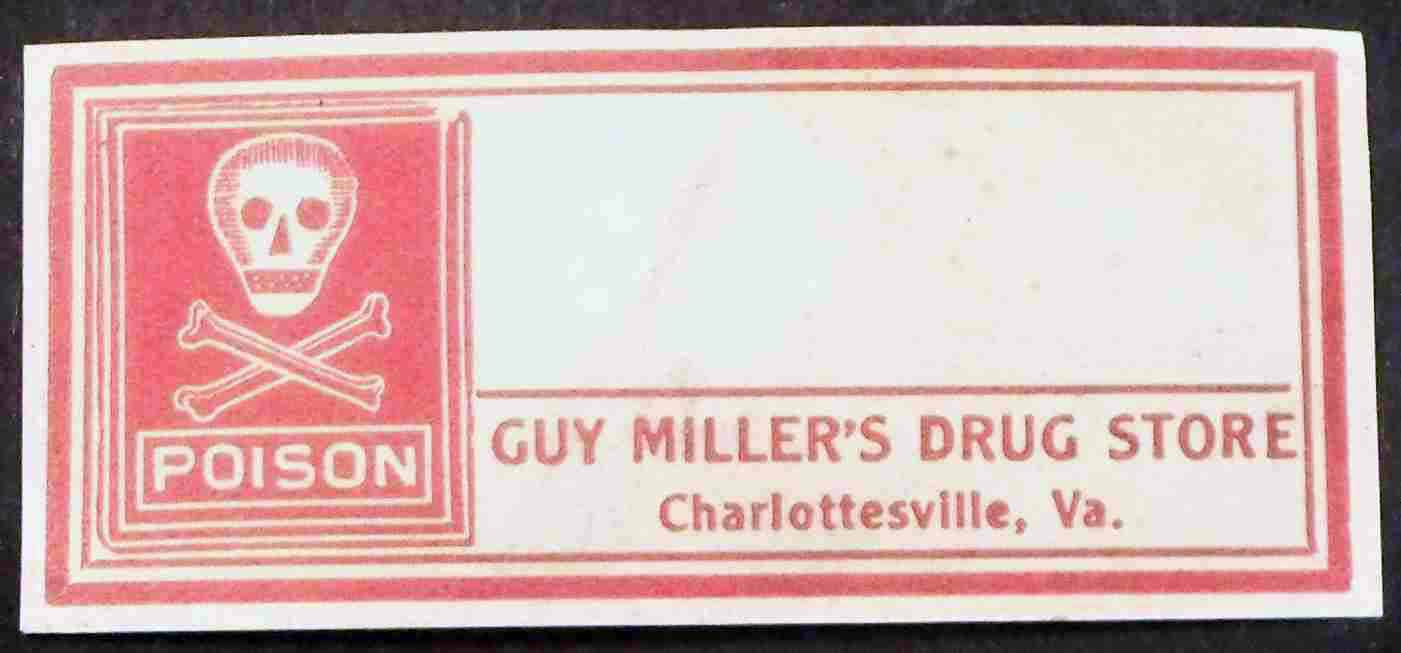 POISON
GUY MILLER'S DRUG STORE
Charlottesville, Va.